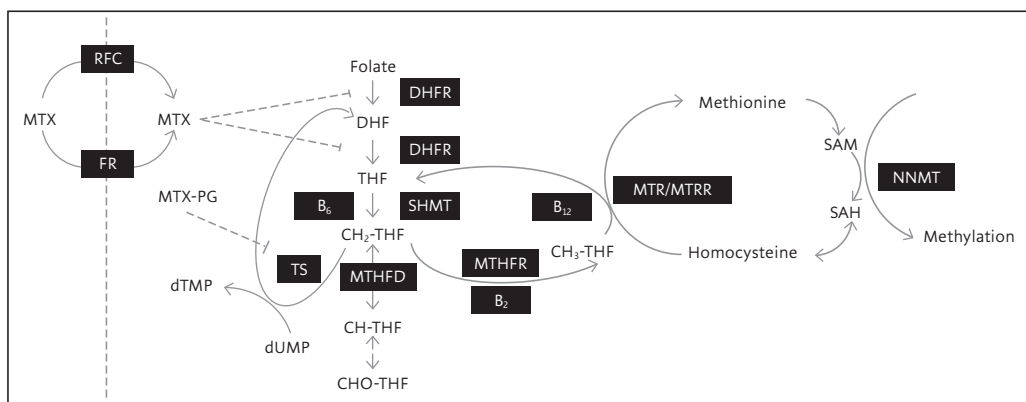 RFC
Folate
DHFR
Methionine
MTX
MTX
DHF
SAM
DHFR
FR
THF
NNMT
MTR/MTRR
MTX-PG
B₆
SHMT
B₁₂
SAH
CH₂-THF
CH₃-THF
Homocysteine
Methylation
TS
MTHFD
MTHFR
dTMP
B₂
CH-THF
dUMP
CHO-THF